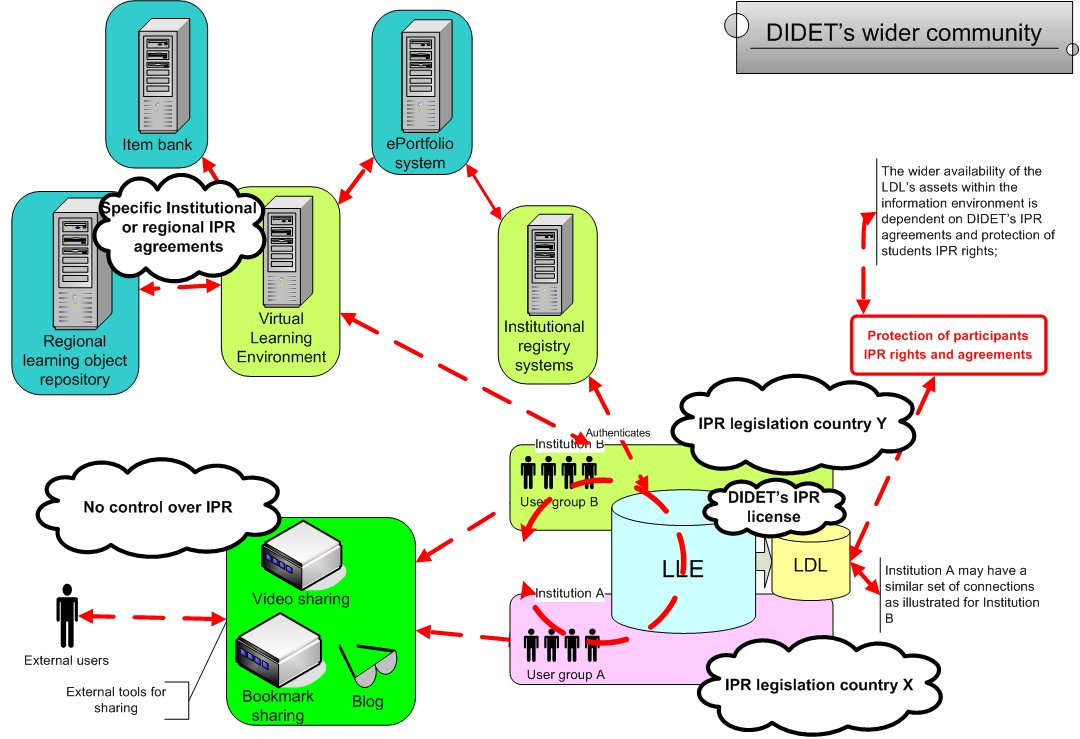 DIDET's wider community
Item bank
ePortfolio
system
Specific Institutional
or regional IPR
agreements
The wider availability of the
LDL's assets within the
information environment is
dependent on DIDET's IPR
agreements and protection of
students IPR rights;
Regional
learning object
repository
Virtual
Learning
Environment
Institutional
registry
systems
Protection of participants
IPR rights and agreements
IPR legislation country Y
Authenticates
Institution B
User group B
DIDET's IPR
license
No control over IPR
LLE
LDL
Video sharing
Institution A
Institution A may have a
similar set of connections
as illustrated for Institution
B
External users
User group A
IPR legislation country X
External tools for
sharing
Bookmark
sharing
Blog